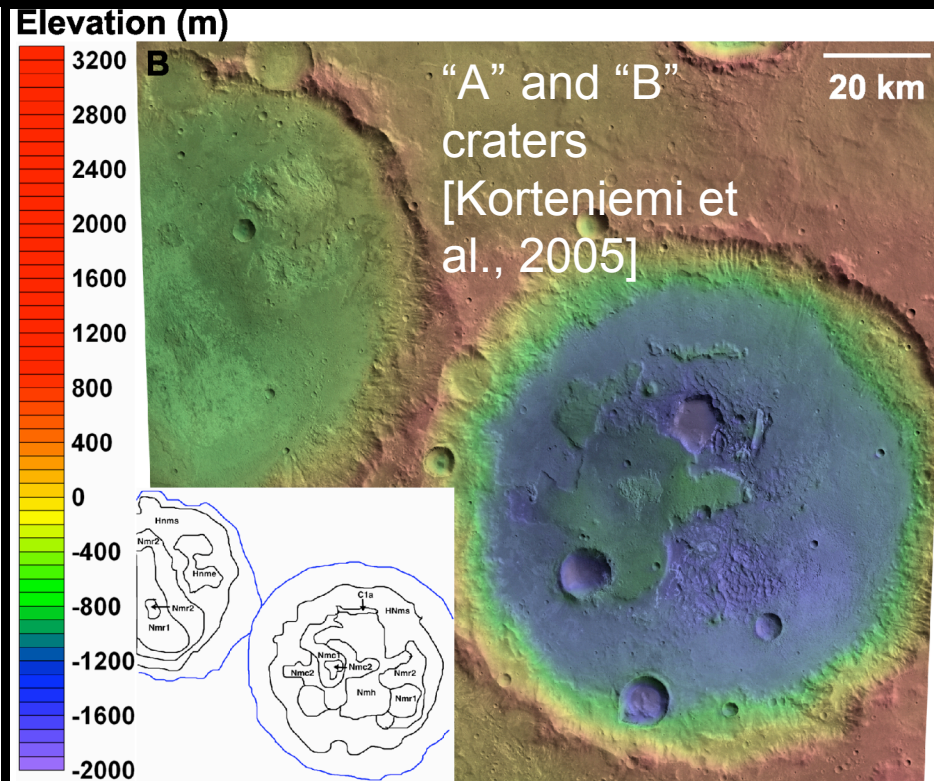 Elevation (m)
3200
2800
2400
2000
1600
1200
800
400
0
-400
-800
-1200
-1600
-2000
B
“A” and “B”
craters
[Korteniemi et
al., 2005]
20 km
Hnms
Nmr2
Hnme
Nmr2
Nmr1
C1a
HNms
Nmc1
Nmc2
Nmc2
Nmr2
Nmh
Nmr1